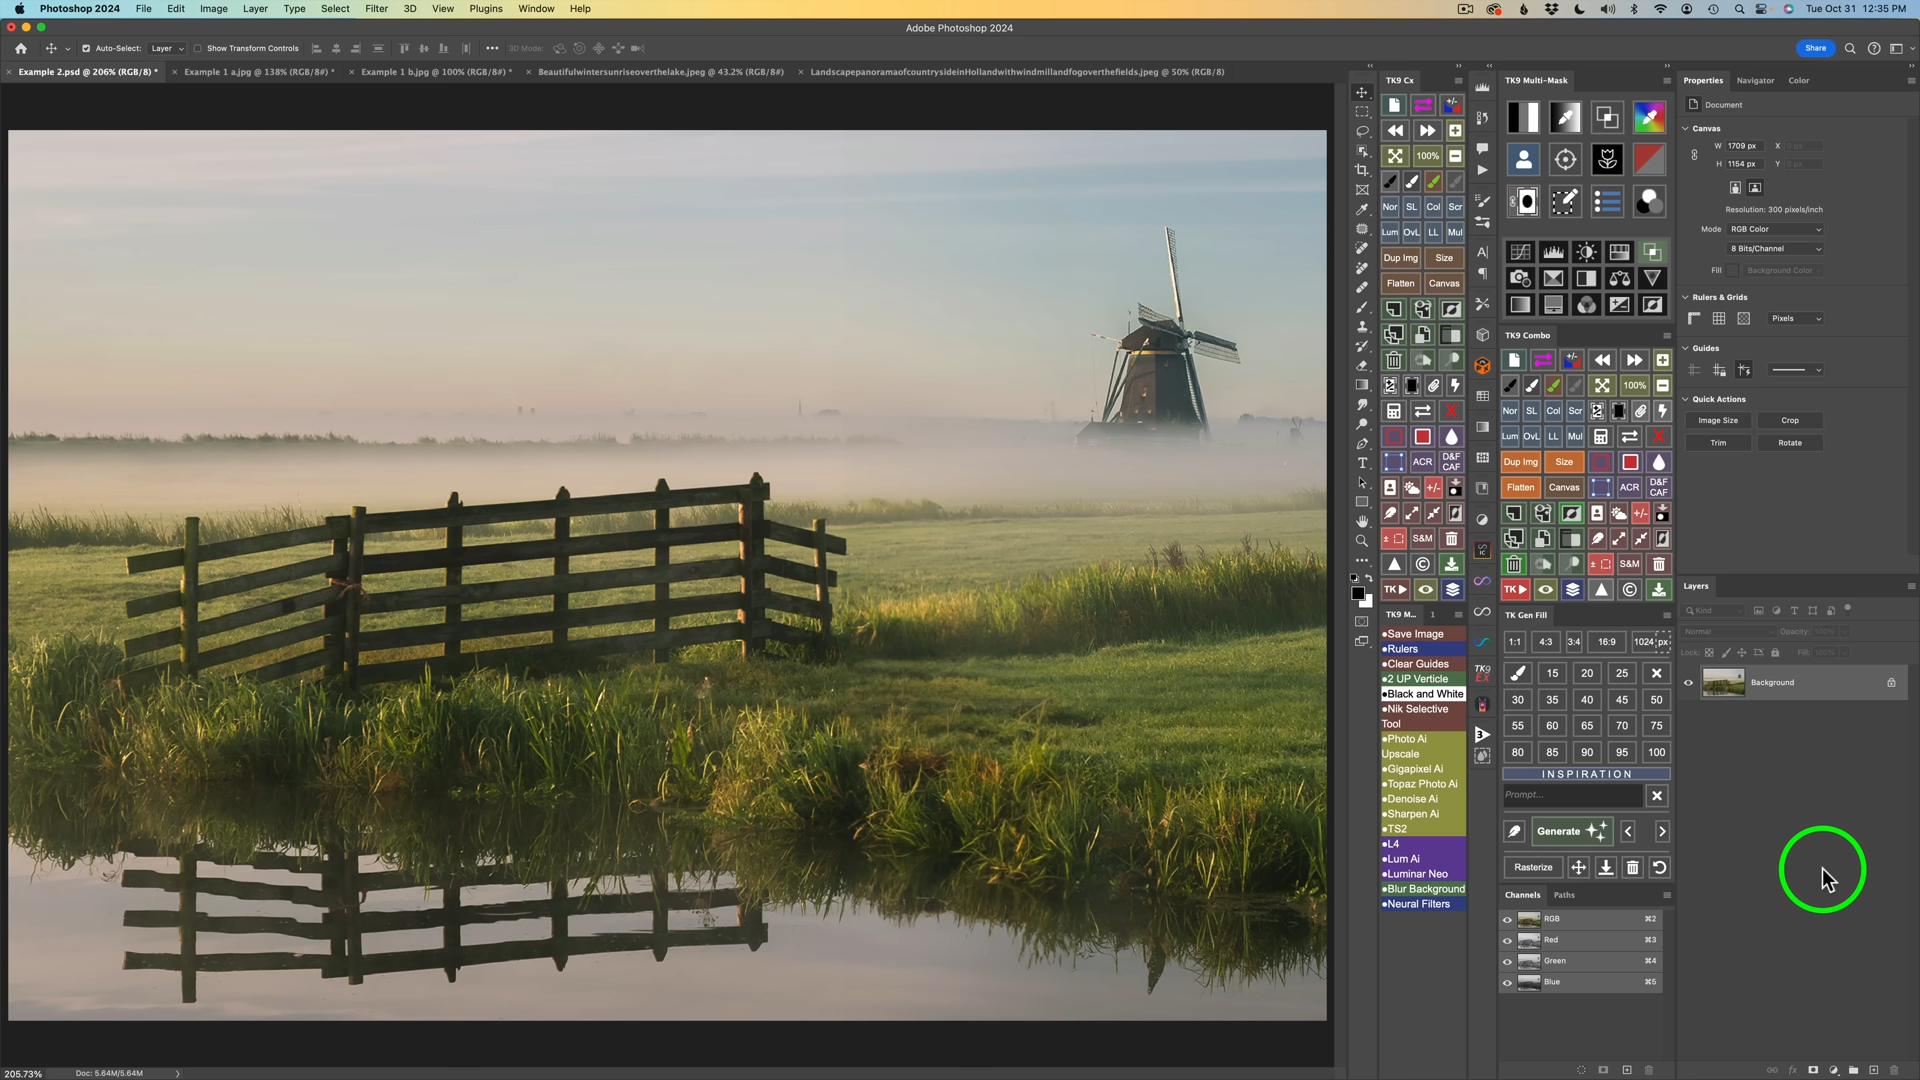 Photoshop 2024 File Edit Image Layer Type Select Filter 3D View Plugins Window Help Tue Oct 31 12:35 PM
Adobe Photoshop 2024
Auto-Select: Layer Show Transform Controls 3D Mode: Share
Example 2.psd @ 206% (RGB/8) * Example 1 a.jpg @ 138% (RGB/8#) * Example 1 b.jpg @ 100% (RGB/8#) * Beautifulwintersunriseoverthelake.jpeg @ 43.2% (RGB/8#) LandscapepanoramaofcountrysideinHollandwithwindmillandfogoverthefields.jpeg @ 50% (RGB/8)
TK9 Cx
100%
Nor SL Col Scr
Lum OvL LL Mul
Dup Img Size
Flatten Canvas
ACR D&F CAF
S&M
TK
TK9 M... 1
●Save Image
●Rulers
●Clear Guides
●2 UP Verticle
●Black and White
●Nik Selective
Tool
●Photo Ai
Upscale
●Gigapixel Ai
●Topaz Photo Ai
●Denoise Ai
●Sharpen Ai
●TS2
●L4
●Lum Ai
●Luminar Neo
●Blur Background
●Neural Filters
TK9
EX
TK9 Multi-Mask
TK9 Combo
100%
Nor SL Col Scr
Lum OvL LL Mul
Dup Img Size
Flatten Canvas ACR D&F CAF
S&M
TK
TK Gen Fill
1:1 4:3 3:4 16:9 1024 px
15 20 25
30 35 40 45 50
55 60 65 70 75
80 85 90 95 100
INSPIRATION
Prompt...
Generate
Rasterize
Channels Paths
RGB ⌘2
Red ⌘3
Green ⌘4
Blue ⌘5
Properties Navigator Color
Document
Canvas
W 1709 px X 0 px
H 1154 px Y 0 px
Resolution: 300 pixels/inch
Mode RGB Color
8 Bits/Channel
Fill Background Color
Rulers & Grids
Pixels
Guides
Quick Actions
Image Size Crop
Trim Rotate
Layers
Kind
Normal Opacity: 100%
Lock: Fill: 100%
Background
205.73% Doc: 5.64M/5.64M